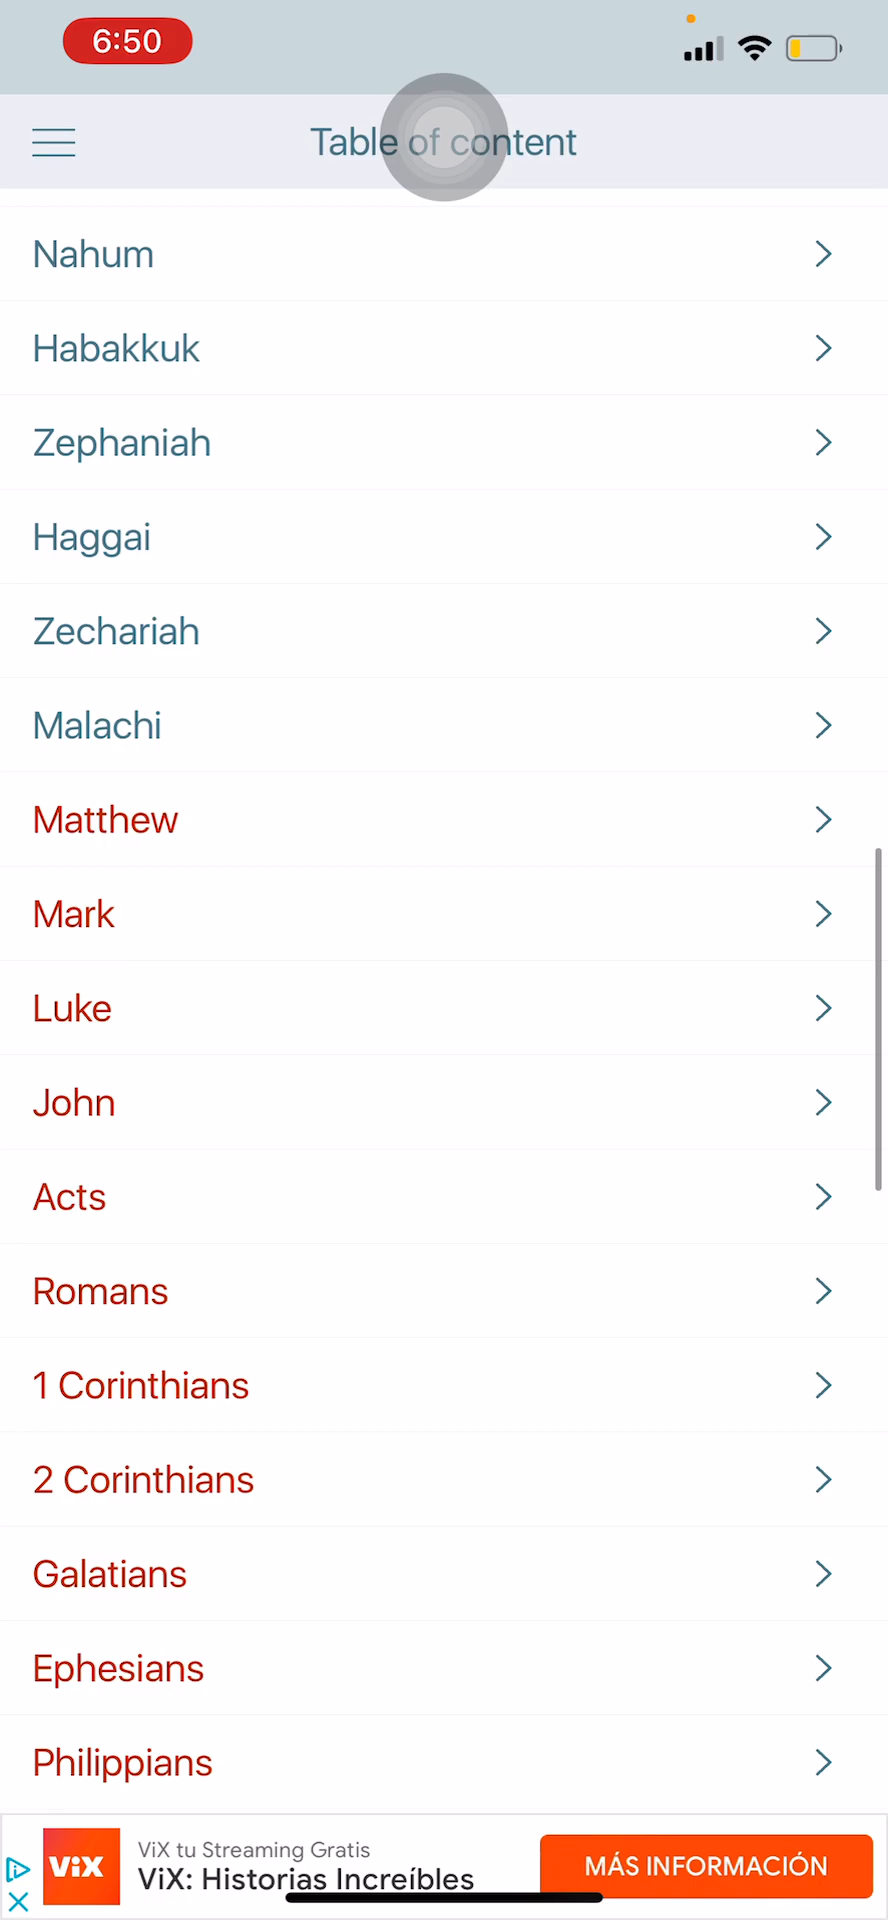 6:50
Table of content
Nahum
Habakkuk
Zephaniah
Haggai
Zechariah
Malachi
Matthew
Mark
Luke
John
Acts
Romans
1 Corinthians
2 Corinthians
Galatians
Ephesians
Philippians
ViX
ViX tu Streaming Gratis
ViX: Historias Increíbles
MÁS INFORMACIÓN